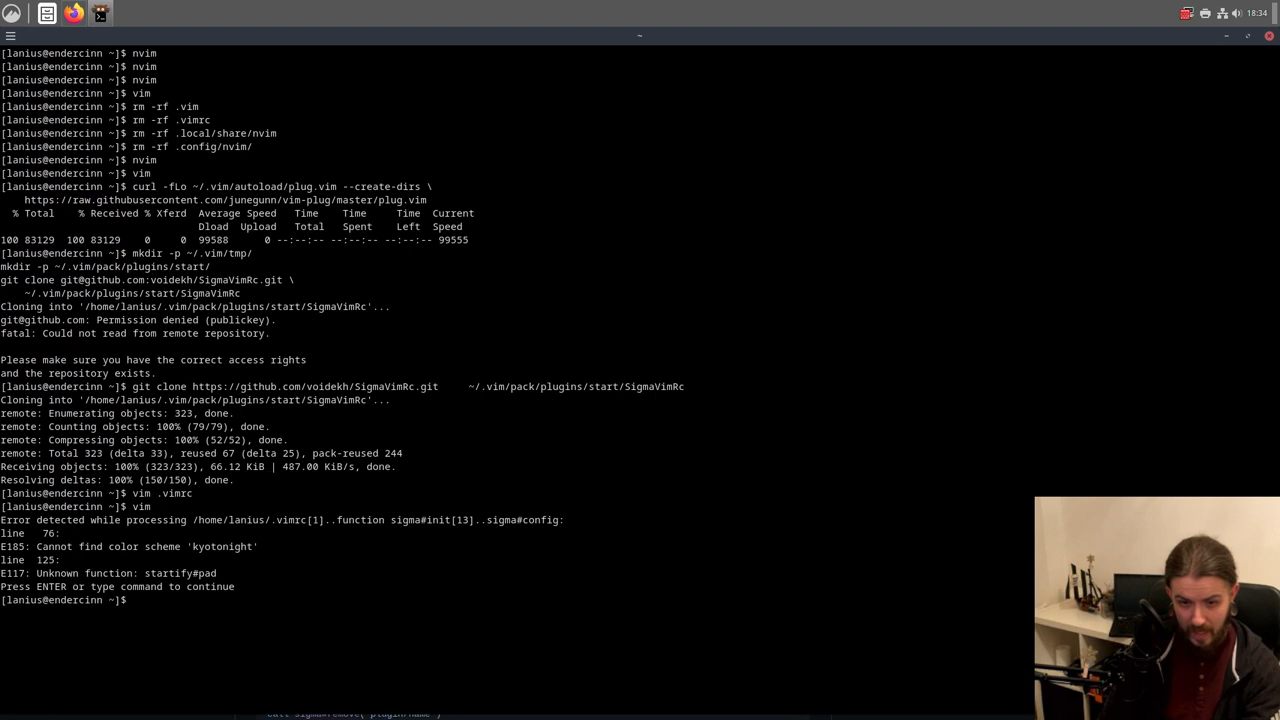 18:34
~
[lanius@endercinn ~]$ nvim
[lanius@endercinn ~]$ nvim
[lanius@endercinn ~]$ nvim
[lanius@endercinn ~]$ vim
[lanius@endercinn ~]$ rm -rf .vim
[lanius@endercinn ~]$ rm -rf .vimrc
[lanius@endercinn ~]$ rm -rf .local/share/nvim
[lanius@endercinn ~]$ rm -rf .config/nvim/
[lanius@endercinn ~]$ nvim
[lanius@endercinn ~]$ vim
[lanius@endercinn ~]$ curl -fLo ~/.vim/autoload/plug.vim --create-dirs \
    https://raw.githubusercontent.com/junegunn/vim-plug/master/plug.vim
  % Total    % Received % Xferd  Average Speed   Time    Time     Time  Current
                                 Dload  Upload   Total   Spent    Left  Speed
100 83129  100 83129    0     0  99588      0 --:--:-- --:--:-- --:--:-- 99555
[lanius@endercinn ~]$ mkdir -p ~/.vim/tmp/
mkdir -p ~/.vim/pack/plugins/start/
git clone git@github.com:voidekh/SigmaVimRc.git \
    ~/.vim/pack/plugins/start/SigmaVimRc
Cloning into '/home/lanius/.vim/pack/plugins/start/SigmaVimRc'...
git@github.com: Permission denied (publickey).
fatal: Could not read from remote repository.

Please make sure you have the correct access rights
and the repository exists.
[lanius@endercinn ~]$ git clone https://github.com/voidekh/SigmaVimRc.git     ~/.vim/pack/plugins/start/SigmaVimRc
Cloning into '/home/lanius/.vim/pack/plugins/start/SigmaVimRc'...
remote: Enumerating objects: 323, done.
remote: Counting objects: 100% (79/79), done.
remote: Compressing objects: 100% (52/52), done.
remote: Total 323 (delta 33), reused 67 (delta 25), pack-reused 244
Receiving objects: 100% (323/323), 66.12 KiB | 487.00 KiB/s, done.
Resolving deltas: 100% (150/150), done.
[lanius@endercinn ~]$ vim .vimrc
[lanius@endercinn ~]$ vim
Error detected while processing /home/lanius/.vimrc[1]..function sigma#init[13]..sigma#config:
line   76:
E185: Cannot find color scheme 'kyotonight'
line  125:
E117: Unknown function: startify#pad
Press ENTER or type command to continue
[lanius@endercinn ~]$